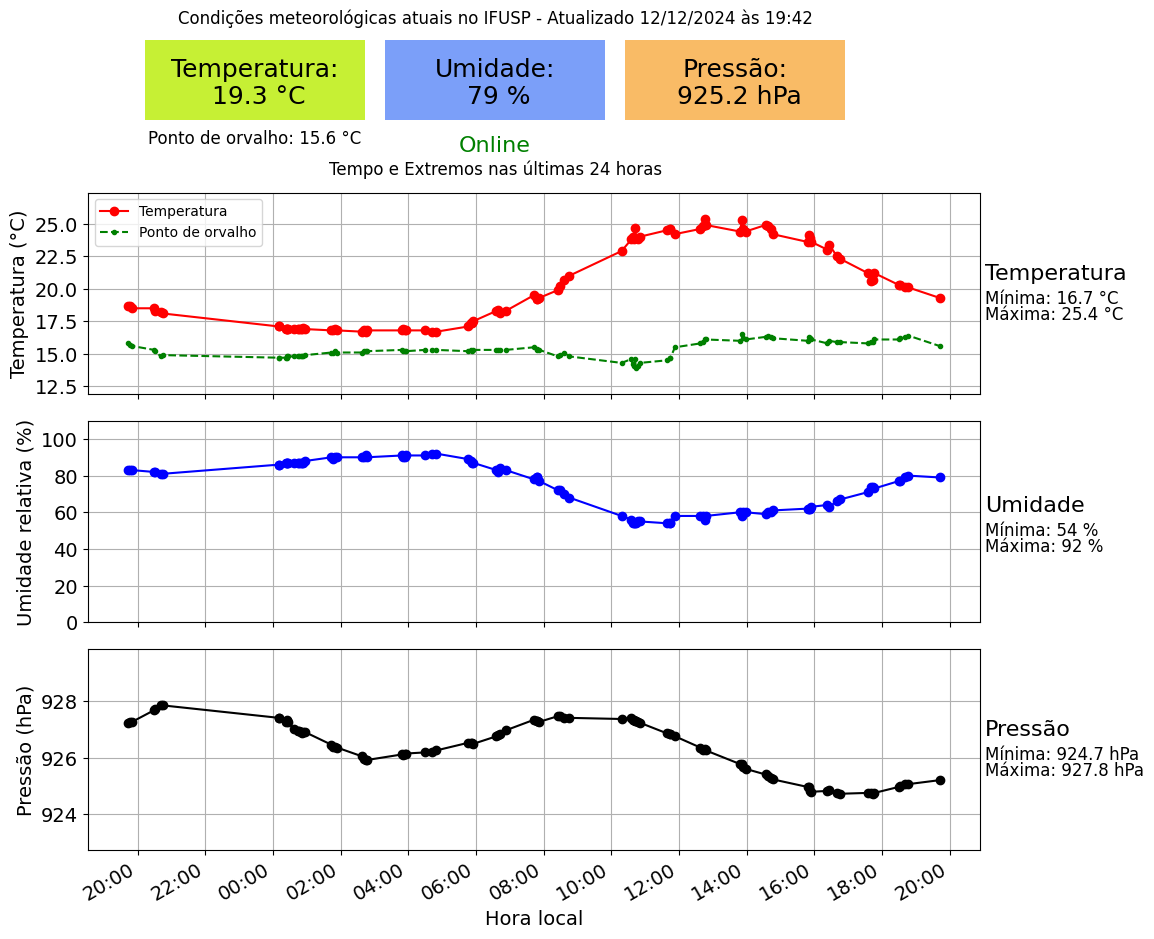 Condições meteorológicas atuais no IFUSP - Atualizado 12/12/2024 às 19:42
Temperatura:
19.3 °C
Umidade:
79 %
Pressão:
925.2 hPa
Ponto de orvalho: 15.6 °C
Online
Tempo e Extremos nas últimas 24 horas
Temperatura (°C)
25.0
22.5
20.0
17.5
15.0
12.5
Temperatura
Ponto de orvalho
Temperatura
Mínima: 16.7 °C
Máxima: 25.4 °C
Umidade relativa (%)
100
80
60
40
20
0
Umidade
Mínima: 54 %
Máxima: 92 %
Pressão (hPa)
928
926
924
Pressão
Mínima: 924.7 hPa
Máxima: 927.8 hPa
20:00
22:00
00:00
02:00
04:00
06:00
08:00
10:00
12:00
14:00
16:00
18:00
20:00
Hora local